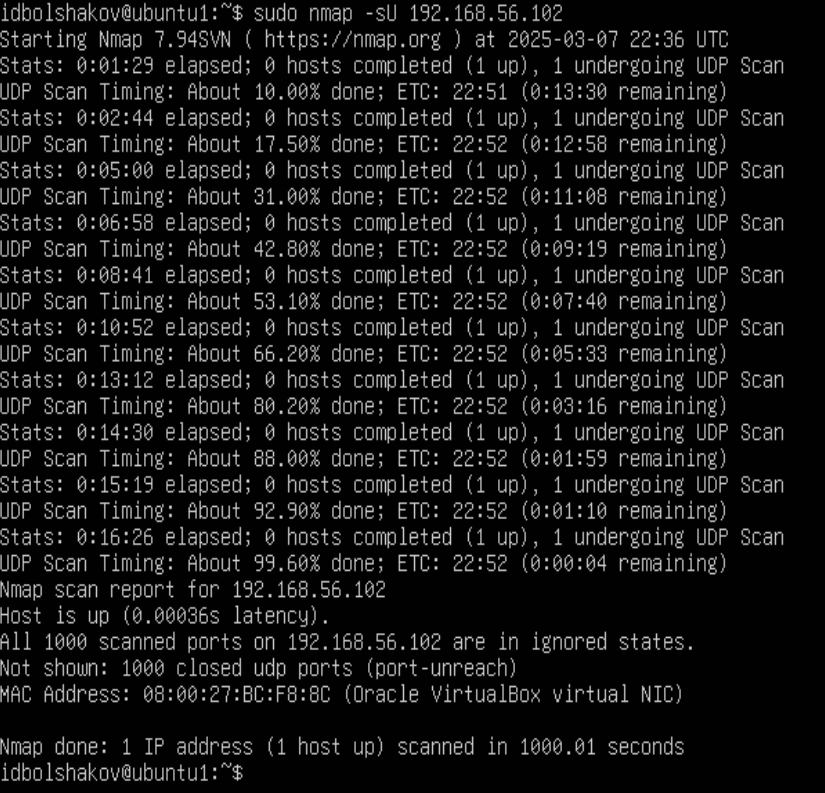 idbolshakov@ubuntu1:~$ sudo nmap -sU 192.168.56.102
Starting Nmap 7.94SVN ( https://nmap.org ) at 2025-03-07 22:36 UTC
Stats: 0:01:29 elapsed; 0 hosts completed (1 up), 1 undergoing UDP Scan
UDP Scan Timing: About 10.00% done; ETC: 22:51 (0:13:30 remaining)
Stats: 0:02:44 elapsed; 0 hosts completed (1 up), 1 undergoing UDP Scan
UDP Scan Timing: About 17.50% done; ETC: 22:52 (0:12:58 remaining)
Stats: 0:05:00 elapsed; 0 hosts completed (1 up), 1 undergoing UDP Scan
UDP Scan Timing: About 31.00% done; ETC: 22:52 (0:11:08 remaining)
Stats: 0:06:58 elapsed; 0 hosts completed (1 up), 1 undergoing UDP Scan
UDP Scan Timing: About 42.80% done; ETC: 22:52 (0:09:19 remaining)
Stats: 0:08:41 elapsed; 0 hosts completed (1 up), 1 undergoing UDP Scan
UDP Scan Timing: About 53.10% done; ETC: 22:52 (0:07:40 remaining)
Stats: 0:10:52 elapsed; 0 hosts completed (1 up), 1 undergoing UDP Scan
UDP Scan Timing: About 66.20% done; ETC: 22:52 (0:05:33 remaining)
Stats: 0:13:12 elapsed; 0 hosts completed (1 up), 1 undergoing UDP Scan
UDP Scan Timing: About 80.20% done; ETC: 22:52 (0:03:16 remaining)
Stats: 0:14:30 elapsed; 0 hosts completed (1 up), 1 undergoing UDP Scan
UDP Scan Timing: About 88.00% done; ETC: 22:52 (0:01:59 remaining)
Stats: 0:15:19 elapsed; 0 hosts completed (1 up), 1 undergoing UDP Scan
UDP Scan Timing: About 92.90% done; ETC: 22:52 (0:01:10 remaining)
Stats: 0:16:26 elapsed; 0 hosts completed (1 up), 1 undergoing UDP Scan
UDP Scan Timing: About 99.60% done; ETC: 22:52 (0:00:04 remaining)
Nmap scan report for 192.168.56.102
Host is up (0.00036s latency).
All 1000 scanned ports on 192.168.56.102 are in ignored states.
Not shown: 1000 closed udp ports (port-unreach)
MAC Address: 08:00:27:BC:F8:8C (Oracle VirtualBox virtual NIC)
Nmap done: 1 IP address (1 host up) scanned in 1000.01 seconds
idbolshakov@ubuntu1:~$